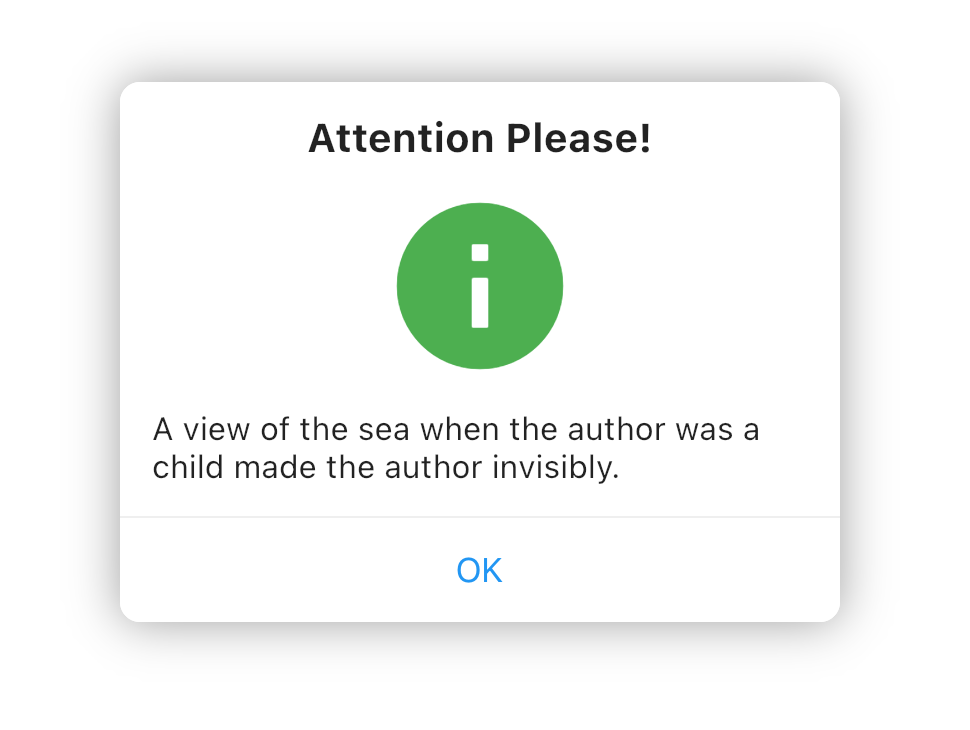 Attention Please!
A view of the sea when the author was a
child made the author invisibly.
OK